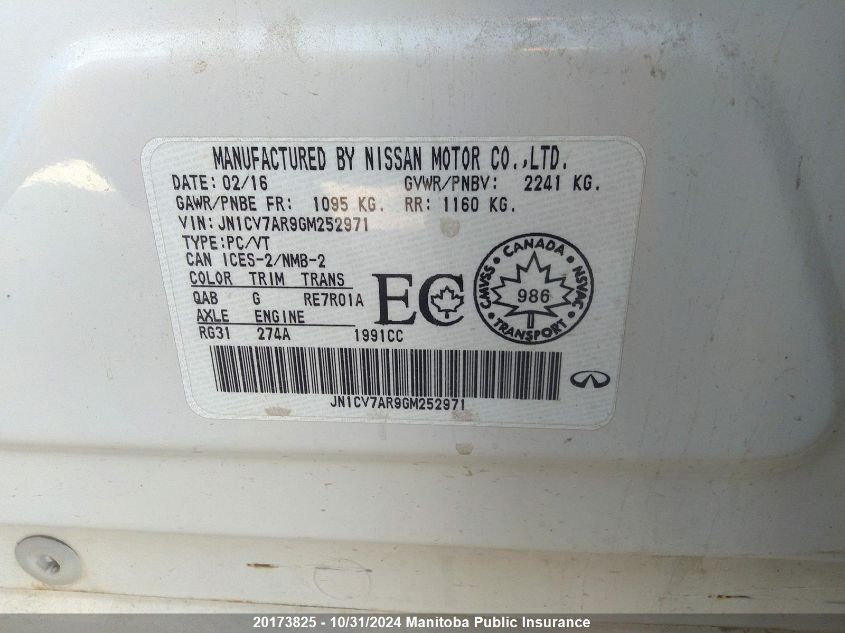 MANUFACTURED BY NISSAN MOTOR CO.,LTD.
DATE: 02/16 GVWR/PNBV: 2241 KG.
GAWR/PNBE FR: 1095 KG. RR: 1160 KG.
VIN: JN1CV7AR9GM252971
TYPE:PC/VT
CAN ICES-2/NMB-2
COLOR TRIM TRANS
QAB G RE7R01A
AXLE ENGINE
RG31 274A 1991CC
EC
CANADA
CMVSS NSVAC
986
TRANSPORT
JN1CV7AR9GM252971
20173825 - 10/31/2024 Manitoba Public Insurance